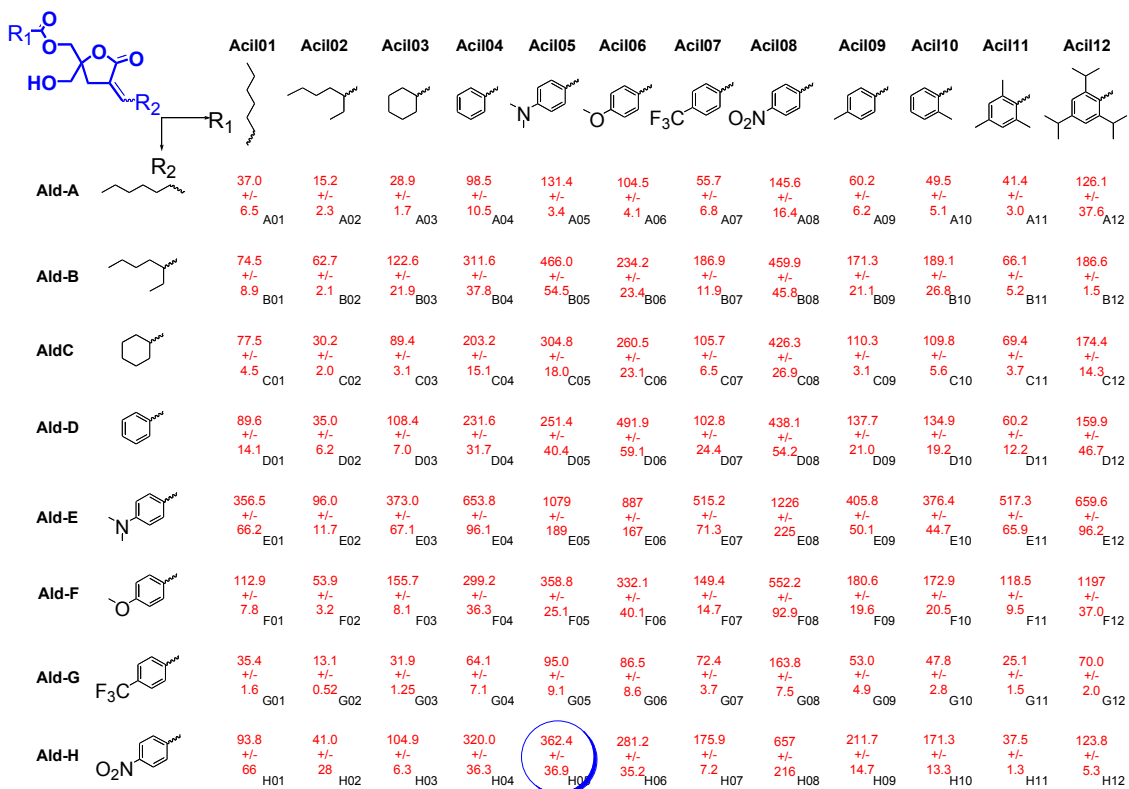 Acil01 Acil02 Acil03 Acil04 Acil05 Acil06 Acil07 Acil08 Acil09 Acil10 Acil11 Acil12
R1 O O O O HO R2
R1
R2
N O F3C O2N
Ald-A
37.0 15.2 28.9 98.5 131.4 104.5 55.7 145.6 60.2 49.5 41.4 126.1
+/- +/- +/- +/- +/- +/- +/- +/- +/- +/- +/- +/-
6.5 2.3 1.7 10.5 3.4 4.1 6.8 16.4 6.2 5.1 3.0 37.6
A01 A02 A03 A04 A05 A06 A07 A08 A09 A10 A11 A12
Ald-B
74.5 62.7 122.6 311.6 466.0 234.2 186.9 459.9 171.3 189.1 66.1 186.6
+/- +/- +/- +/- +/- +/- +/- +/- +/- +/- +/- +/-
8.9 2.1 21.9 37.8 54.5 23.4 11.9 45.8 21.1 26.8 5.2 1.5
B01 B02 B03 B04 B05 B06 B07 B08 B09 B10 B11 B12
AldC
77.5 30.2 89.4 203.2 304.8 260.5 105.7 426.3 110.3 109.8 69.4 174.4
+/- +/- +/- +/- +/- +/- +/- +/- +/- +/- +/- +/-
4.5 2.0 3.1 15.1 18.0 23.1 6.5 26.9 3.1 5.6 3.7 14.3
C01 C02 C03 C04 C05 C06 C07 C08 C09 C10 C11 C12
Ald-D
89.6 35.0 108.4 231.6 251.4 491.9 102.8 438.1 137.7 134.9 60.2 159.9
+/- +/- +/- +/- +/- +/- +/- +/- +/- +/- +/- +/-
14.1 6.2 7.0 31.7 40.4 59.1 24.4 54.2 21.0 19.2 12.2 46.7
D01 D02 D03 D04 D05 D06 D07 D08 D09 D10 D11 D12
Ald-E N
356.5 96.0 373.0 653.8 1079 887 515.2 1226 405.8 376.4 517.3 659.6
+/- +/- +/- +/- +/- +/- +/- +/- +/- +/- +/- +/-
66.2 11.7 67.1 96.1 189 167 71.3 225 50.1 44.7 65.9 96.2
E01 E02 E03 E04 E05 E06 E07 E08 E09 E10 E11 E12
Ald-F O
112.9 53.9 155.7 299.2 358.8 332.1 149.4 552.2 180.6 172.9 118.5 1197
+/- +/- +/- +/- +/- +/- +/- +/- +/- +/- +/- +/-
7.8 3.2 8.1 36.3 25.1 40.1 14.7 92.9 19.6 20.5 9.5 37.0
F01 F02 F03 F04 F05 F06 F07 F08 F09 F10 F11 F12
Ald-G F3C
35.4 13.1 31.9 64.1 95.0 86.5 72.4 163.8 53.0 47.8 25.1 70.0
+/- +/- +/- +/- +/- +/- +/- +/- +/- +/- +/- +/-
1.6 0.52 1.25 7.1 9.1 8.6 3.7 7.5 4.9 2.8 1.5 2.0
G01 G02 G03 G04 G05 G06 G07 G08 G09 G10 G11 G12
Ald-H O2N
93.8 41.0 104.9 320.0 362.4 281.2 175.9 657 211.7 171.3 37.5 123.8
+/- +/- +/- +/- +/- +/- +/- +/- +/- +/- +/- +/-
66 28 6.3 36.3 36.9 35.2 7.2 216 14.7 13.3 1.3 5.3
H01 H02 H03 H04 H05 H06 H07 H08 H09 H10 H11 H12